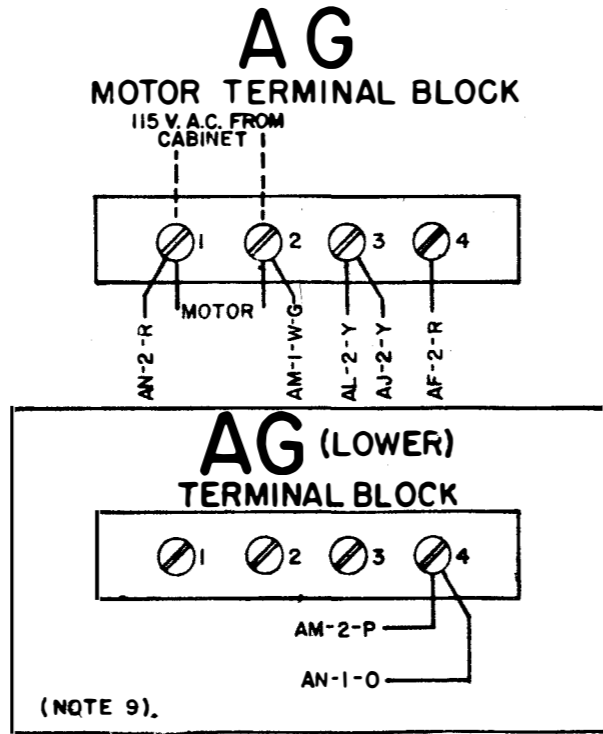 AG
MOTOR TERMINAL BLOCK
115 V. A.C. FROM
CABINET
1 2 3 4
MOTOR
AN-2-R
AM-1-W-G
AL-2-Y
AJ-2-Y
AF-2-R
AG (LOWER)
TERMINAL BLOCK
1 2 3 4
AM-2-P
AN-1-O
(NOTE 9).